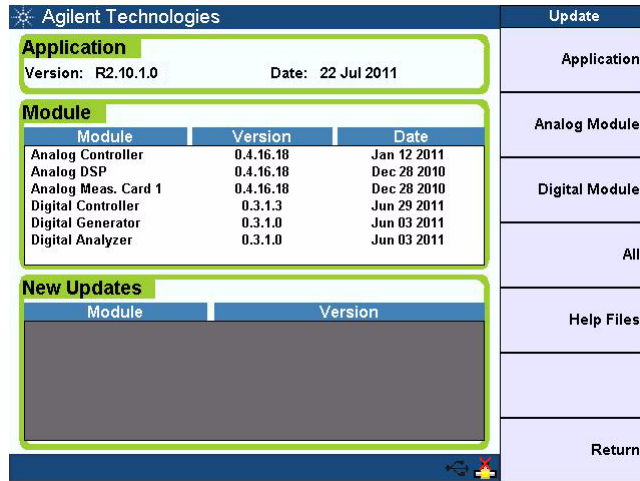 Agilent Technologies
Update
Application
Version: R2.10.1.0 Date: 22 Jul 2011
Module
Module Version Date
Analog Controller 0.4.16.18 Jan 12 2011
Analog DSP 0.4.16.18 Dec 28 2010
Analog Meas. Card 1 0.4.16.18 Dec 28 2010
Digital Controller 0.3.1.3 Jun 29 2011
Digital Generator 0.3.1.0 Jun 03 2011
Digital Analyzer 0.3.1.0 Jun 03 2011
New Updates
Module Version
Application
Analog Module
Digital Module
All
Help Files
Return